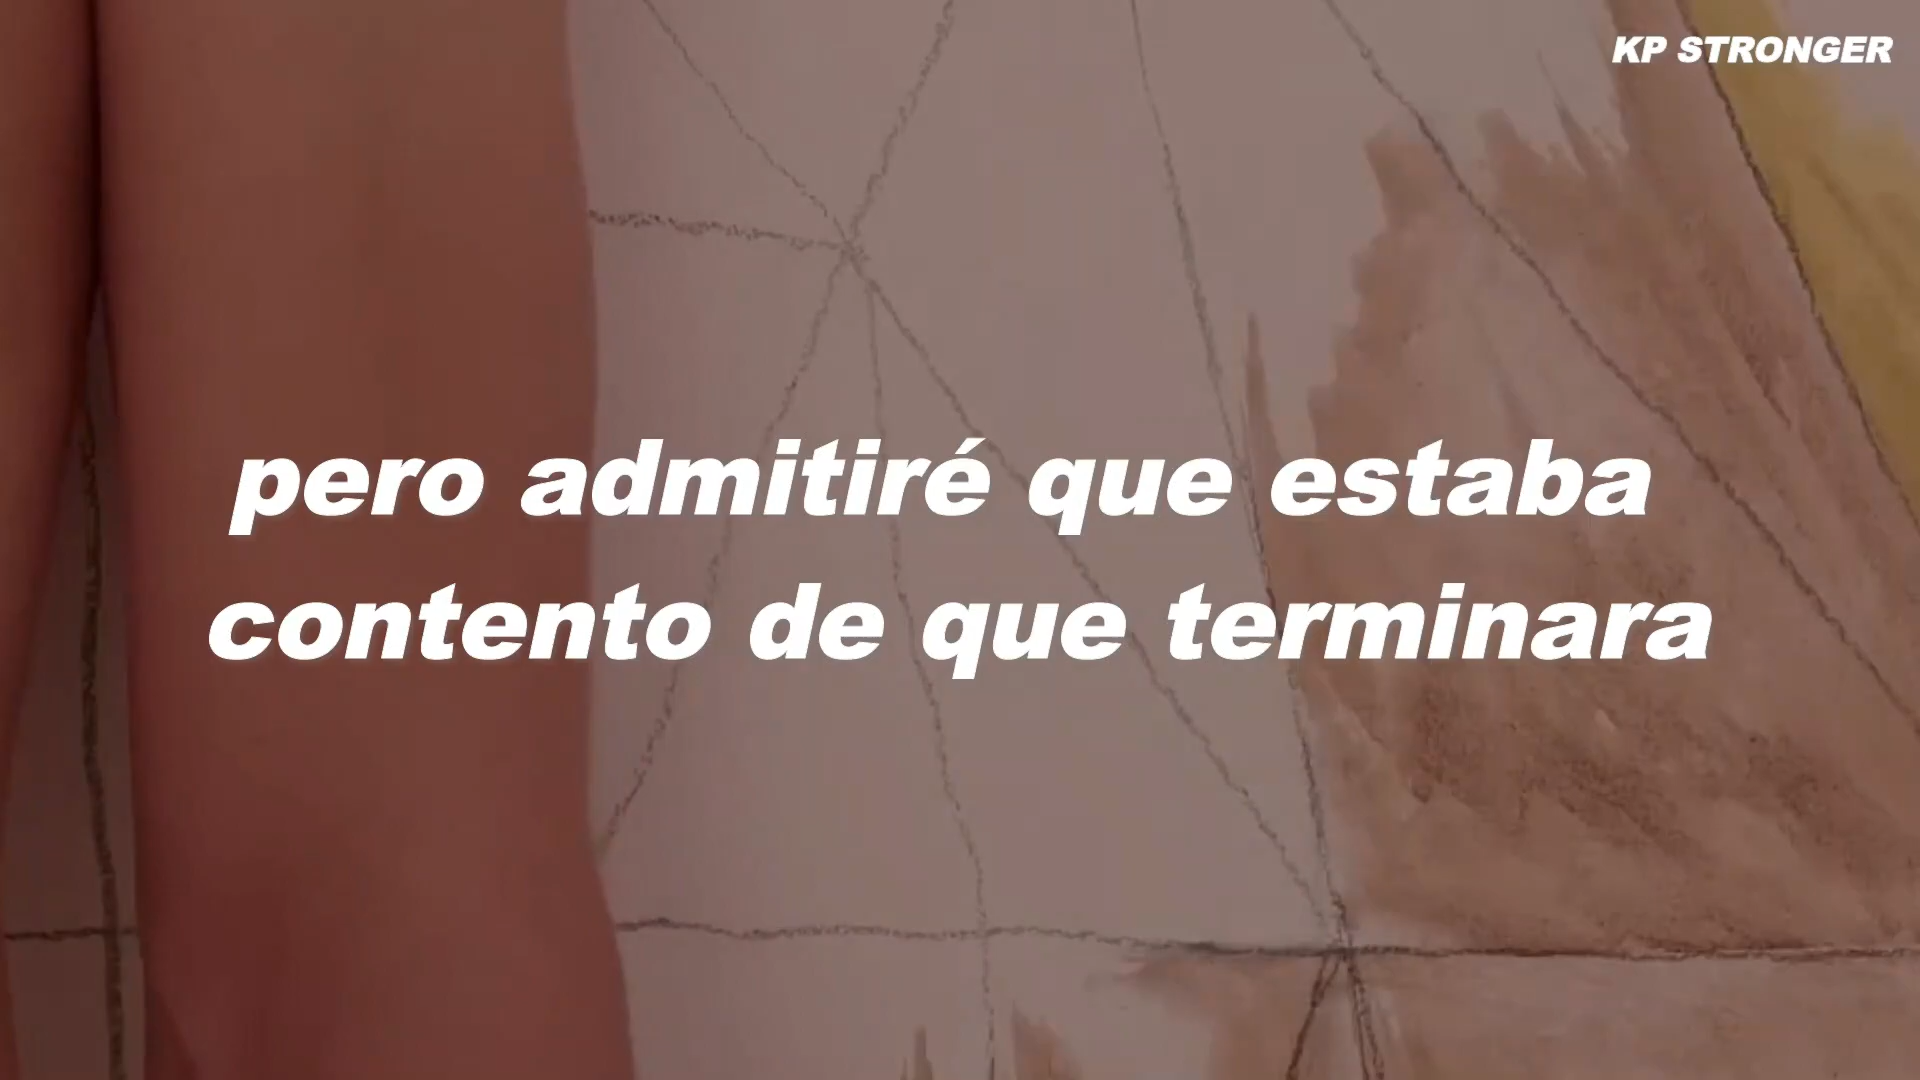 KP STRONGER
pero admitiré que estaba
contento de que terminara